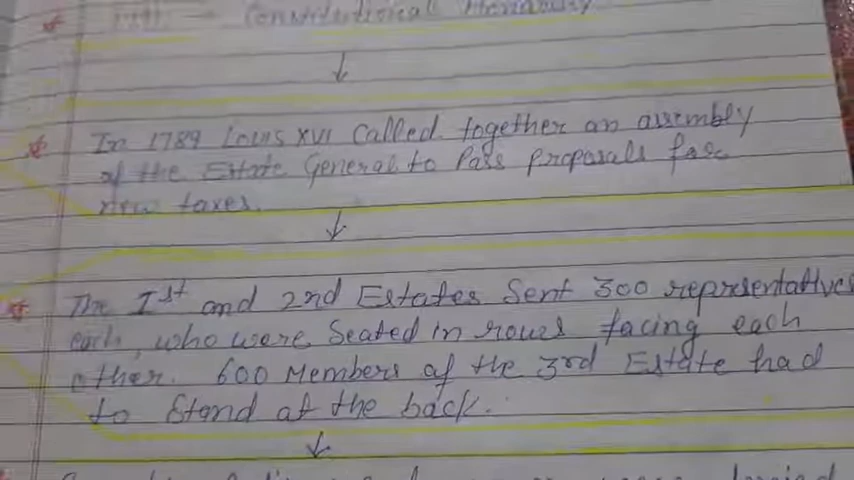 Constitutional Monarchy
↓
In 1789 Louis XVI called together an assembly
of the Estate General to Pass proposals for
new taxes.
↓
The Ist and 2nd Estates Sent 300 representatives
each, who were Seated in rows facing each
other. 600 Members of the 3rd Estate had
to Stand at the back.
↓